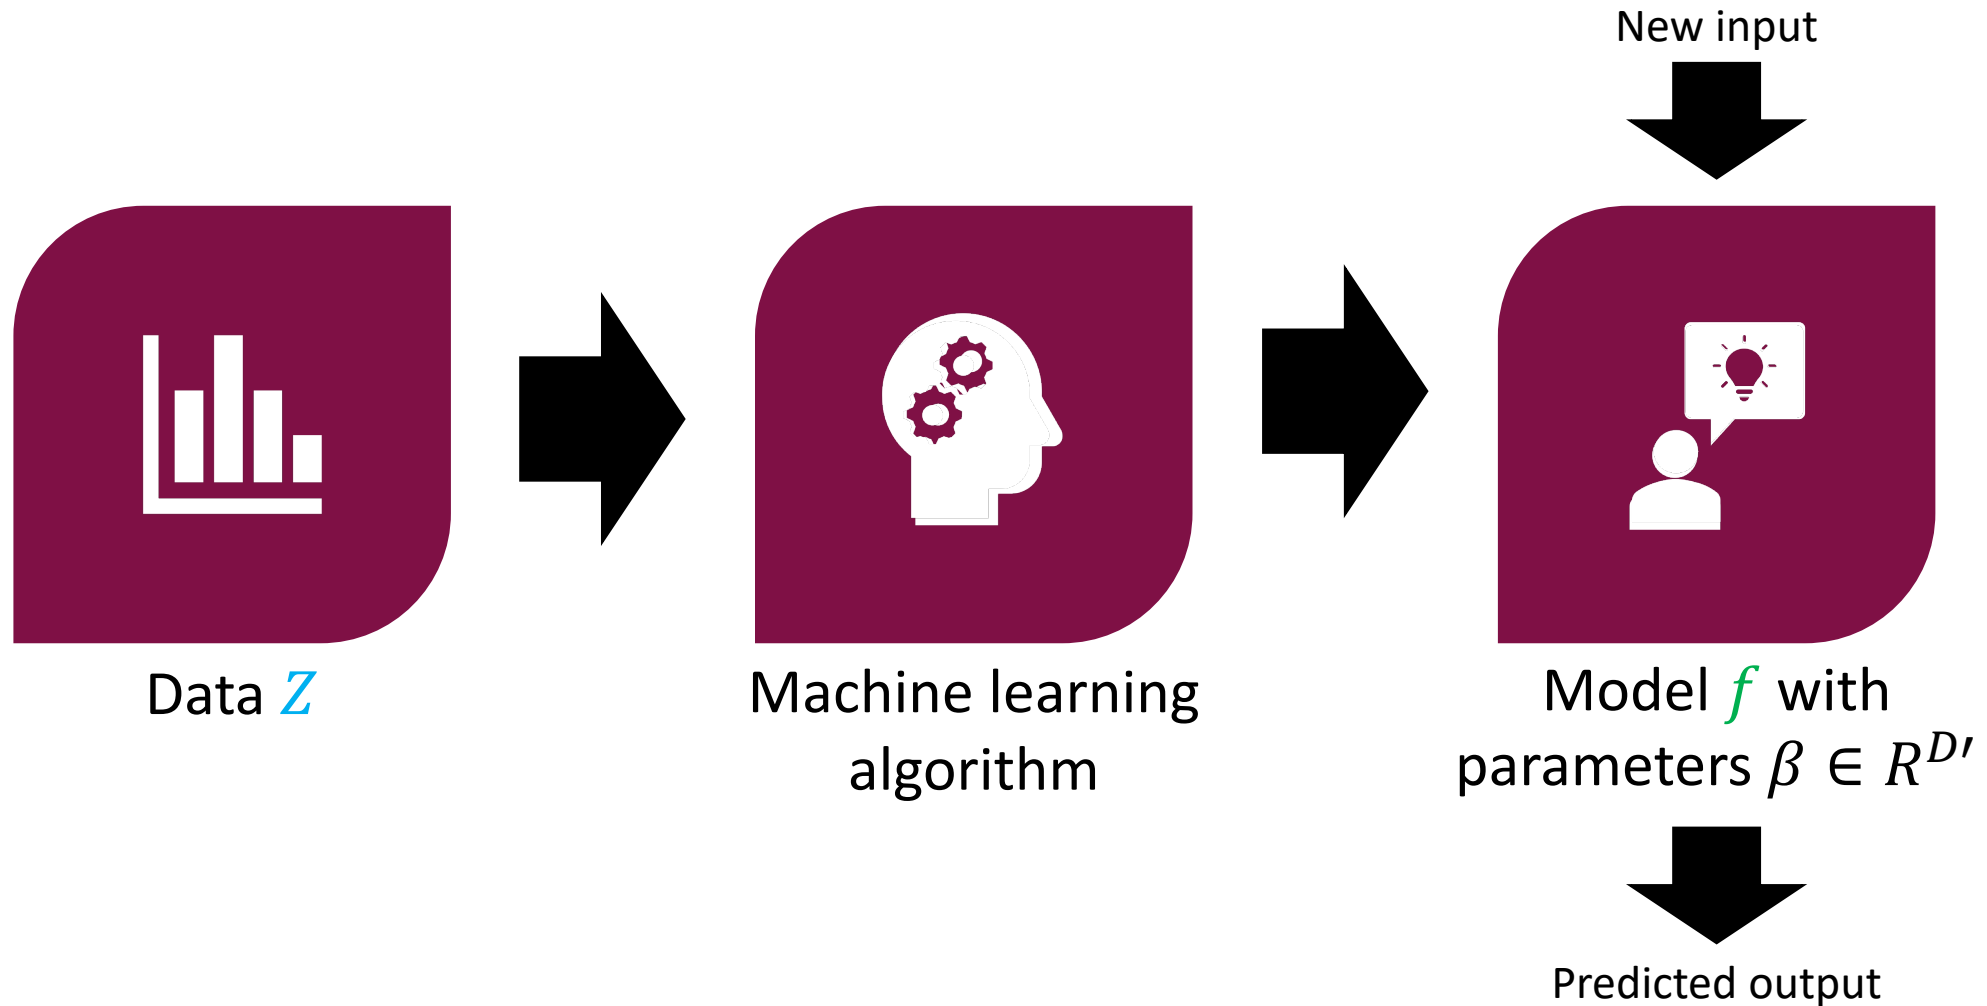 New input
Data Z
Machine learning
algorithm
Model f with
parameters β ∈ R^D′
Predicted output